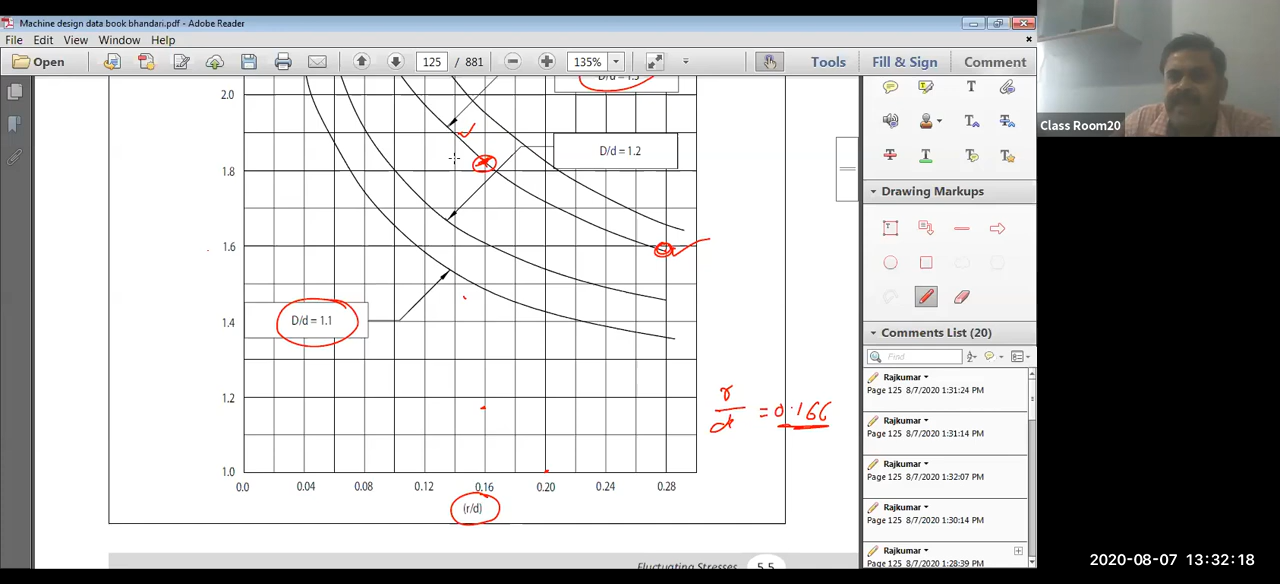 Machine design data book bhandari.pdf - Adobe Reader
File Edit View Window Help
Open 125 / 881 135% Tools Fill & Sign Comment
2.0
D/d = 1.2
1.8
1.6
D/d = 1.1
1.4
1.2
r/d = 0.166
1.0
0.0 0.04 0.08 0.12 0.16 0.20 0.24 0.28
(r/d)
Fluctuating Stresses 5.5
Class Room20
Drawing Markups
Comments List (20)
Find
Rajkumar
Page 125 8/7/2020 1:31:24 PM
Rajkumar
Page 125 8/7/2020 1:31:14 PM
Rajkumar
Page 125 8/7/2020 1:32:07 PM
Rajkumar
Page 125 8/7/2020 1:30:14 PM
Rajkumar
Page 125 8/7/2020 1:28:39 PM
2020-08-07 13:32:18